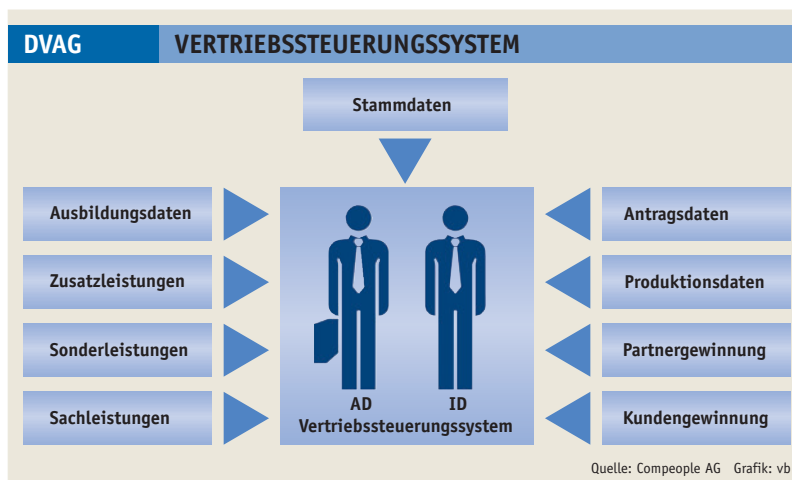 DVAG VERTRIEBSSTEUERUNGSSYSTEM
Stammdaten
Ausbildungsdaten
Zusatzleistungen
Sonderleistungen
Sachleistungen
AD ID
Vertriebssteuerungssystem
Antragsdaten
Produktionsdaten
Partnergewinnung
Kundengewinnung
Quelle: Compeople AG Grafik: vb